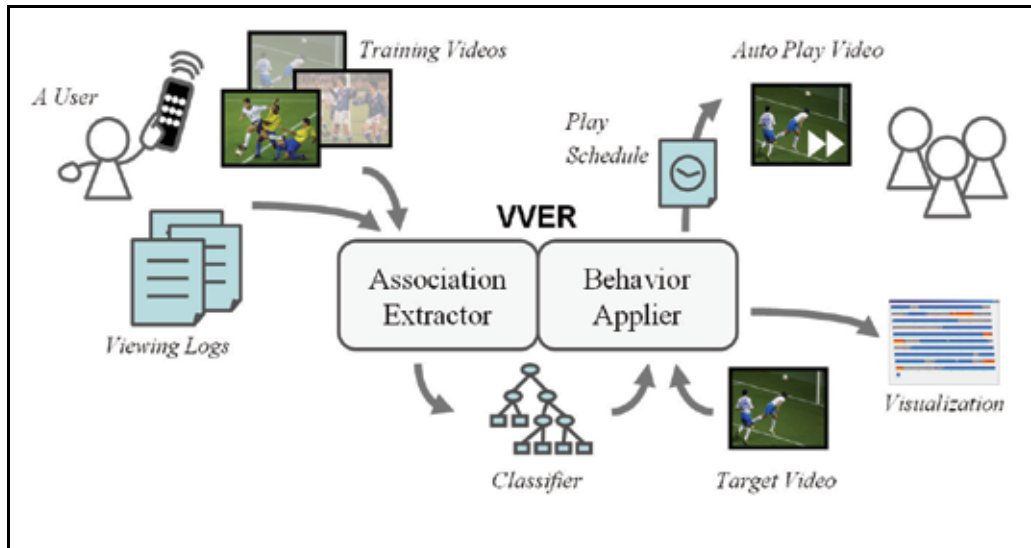 Training Videos
A User
Viewing Logs
VVER
Association
Extractor
Behavior
Applier
Classifier
Target Video
Play
Schedule
Auto Play Video
Visualization